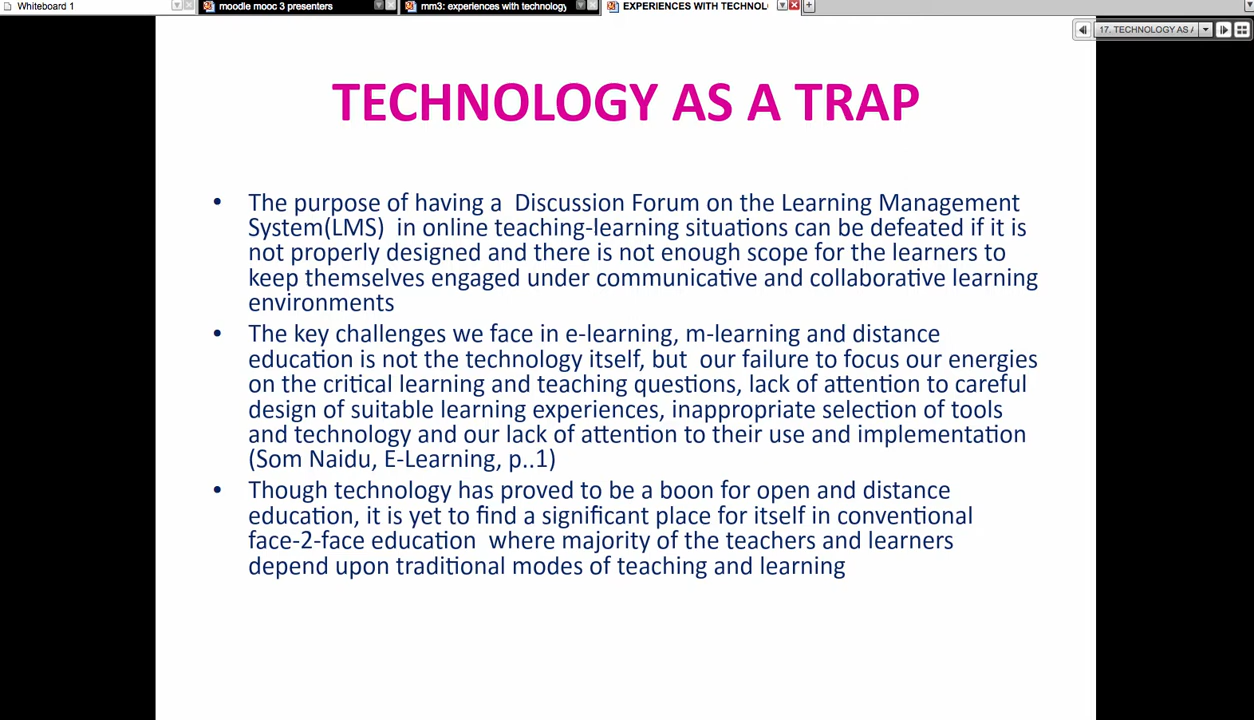 Whiteboard 1
moodle mooc 3 presenters
mm3: experiences with technology
EXPERIENCES WITH TECHNOL
17. TECHNOLOGY AS A
TECHNOLOGY AS A TRAP
• The purpose of having a Discussion Forum on the Learning Management
System(LMS) in online teaching-learning situations can be defeated if it is
not properly designed and there is not enough scope for the learners to
keep themselves engaged under communicative and collaborative learning
environments
• The key challenges we face in e-learning, m-learning and distance
education is not the technology itself, but our failure to focus our energies
on the critical learning and teaching questions, lack of attention to careful
design of suitable learning experiences, inappropriate selection of tools
and technology and our lack of attention to their use and implementation
(Som Naidu, E-Learning, p..1)
• Though technology has proved to be a boon for open and distance
education, it is yet to find a significant place for itself in conventional
face-2-face education where majority of the teachers and learners
depend upon traditional modes of teaching and learning